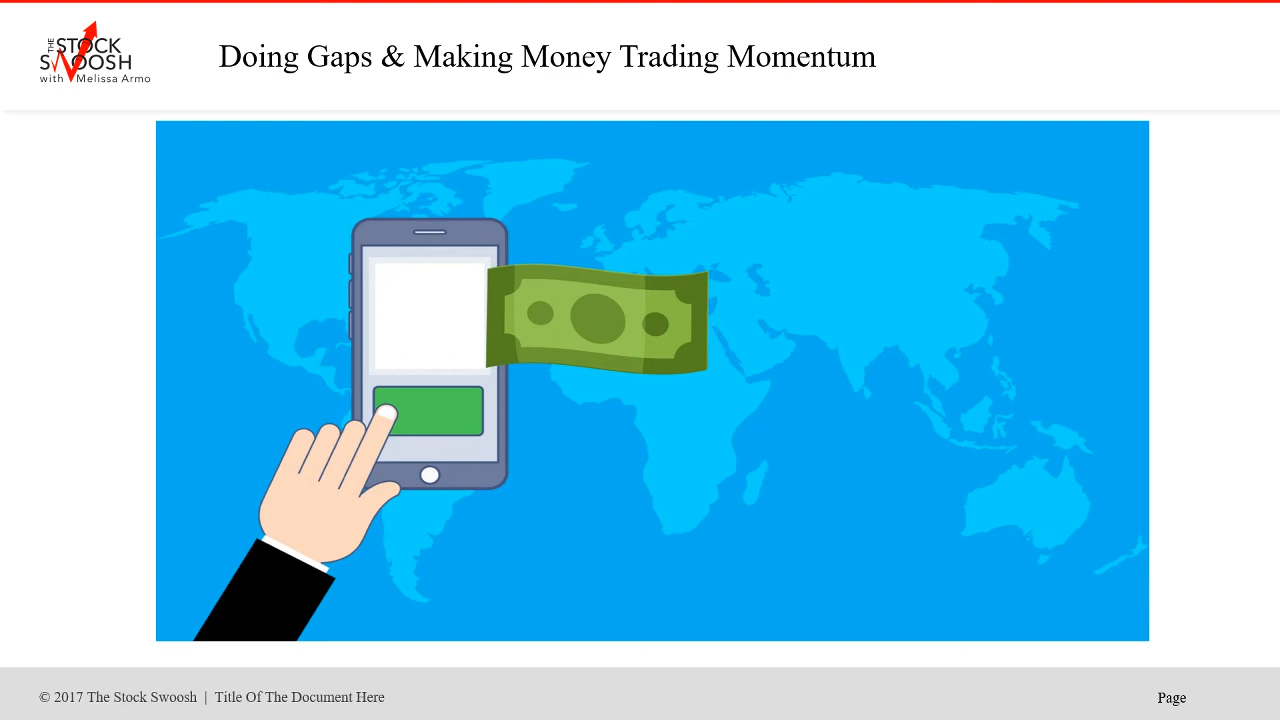 THE STOCK
SWOOSH
with Melissa Armo
Doing Gaps & Making Money Trading Momentum
© 2017 The Stock Swoosh | Title Of The Document Here
Page